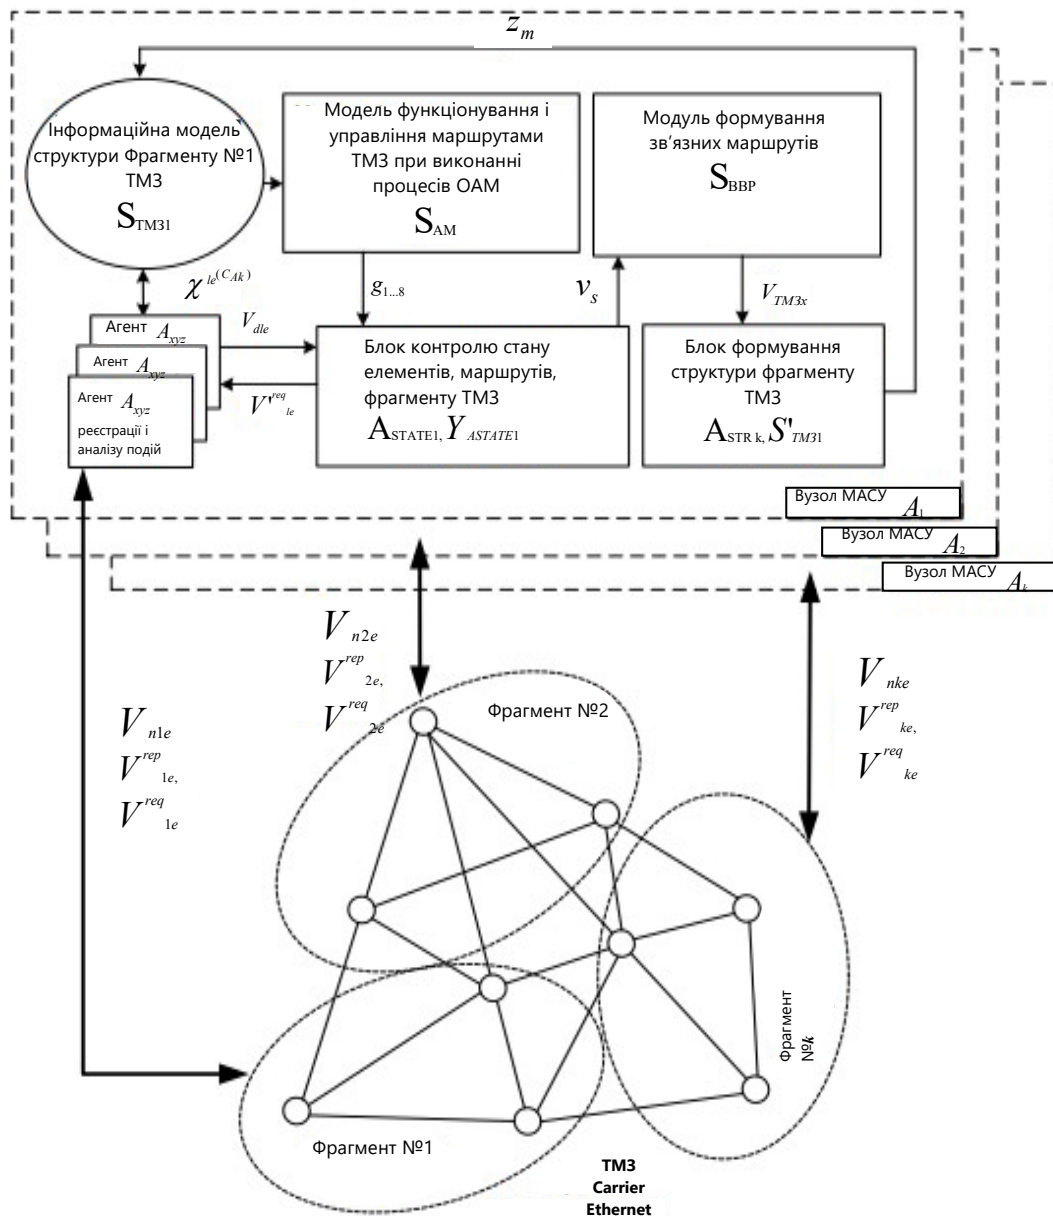 z_m
Інформаційна модель
структури Фрагменту №1
ТМЗ
S_ТМЗ1
Модель функціонування і
управління маршрутами
ТМЗ при виконанні
процесів ОАМ
S_AM
Модуль формування
зв'язних маршрутів
S_BBP
χ^le^(C_Ak)
g_1...8
v_s
V_ТМЗx
Агент A_xyz
Агент A_xyz
Агент A_xyz
реєстрації і
аналізу подій
V_dle
V'^req_le
Блок контролю стану
елементів, маршрутів,
фрагменту ТМЗ
A_STATE1, Y_ASTATE1
Блок формування
структури фрагменту
ТМЗ
A_STR k, S'_ТМЗ1
Вузол МАСУ A_1
Вузол МАСУ A_2
Вузол МАСУ A_k
V_n1e
V^rep_1e,
V^req_1e
V_n2e
V^rep_2e,
V^req_2e
V_nke
V^rep_ke,
V^req_ke
Фрагмент №2
Фрагмент
№k
Фрагмент №1
ТМЗ
Carrier
Ethernet